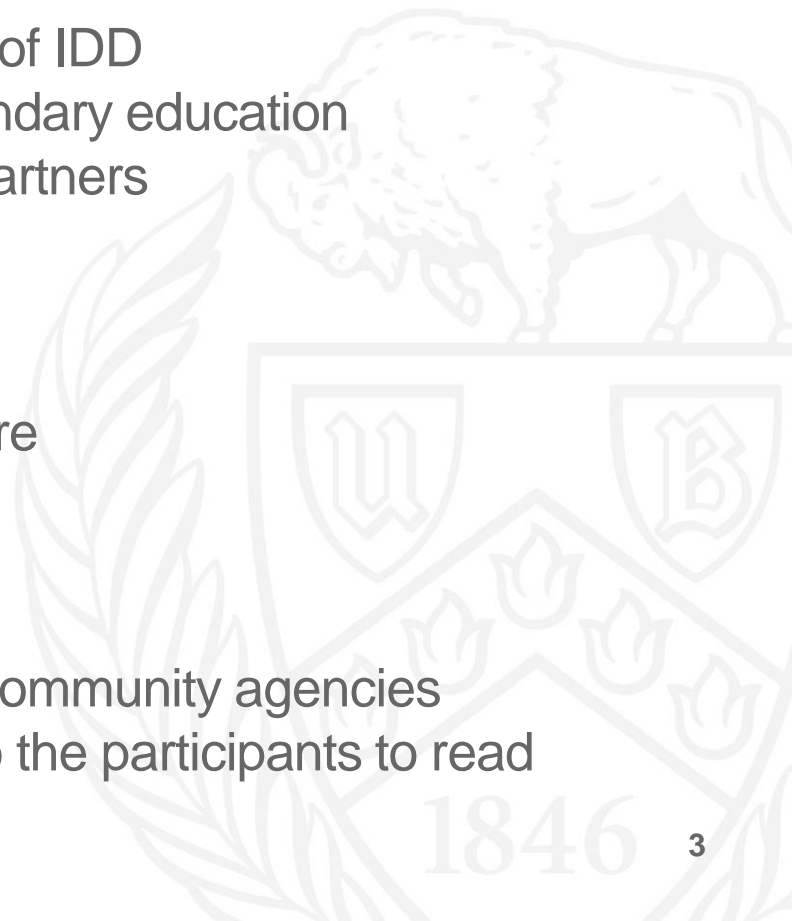 of IDD
ndary education
artners
re
ommunity agencies
o the participants to read
U B
1846
3